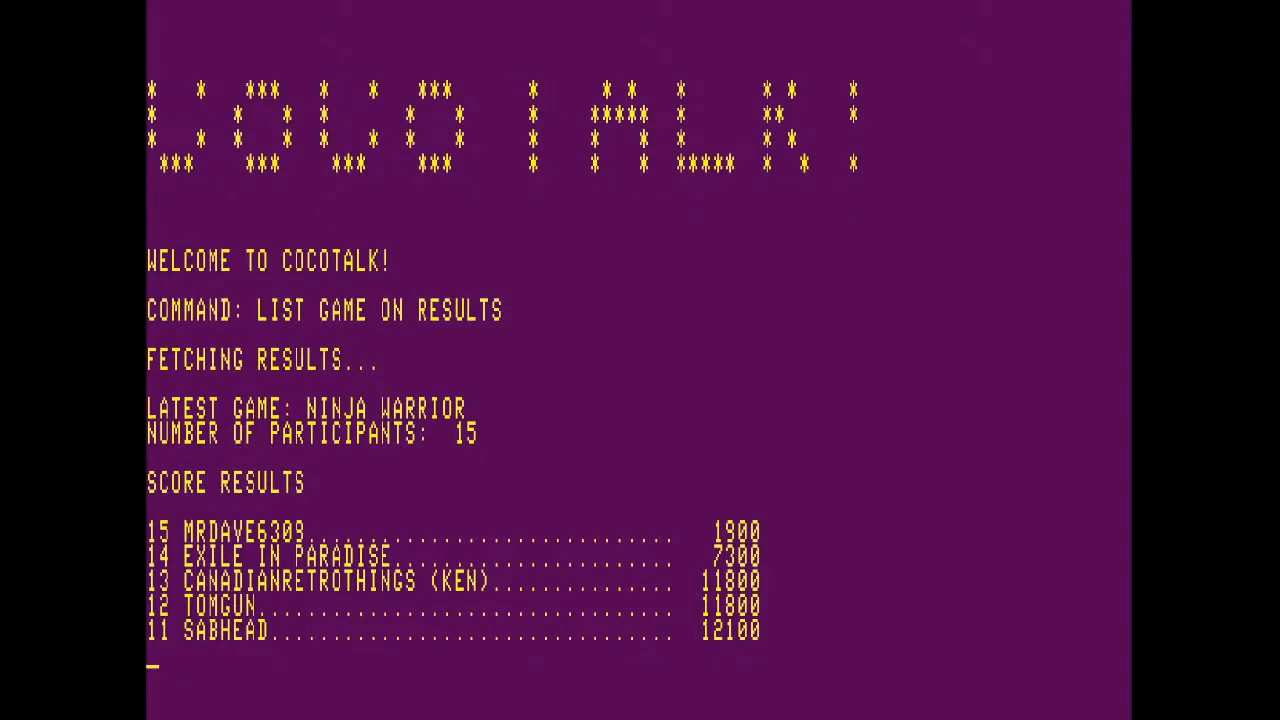 COCO TALK!
WELCOME TO COCOTALK!
COMMAND: LIST GAME ON RESULTS
FETCHING RESULTS...
LATEST GAME: NINJA WARRIOR
NUMBER OF PARTICIPANTS:  15
SCORE RESULTS
15 MRDAVE6309..............................  1900
14 EXILE IN PARADISE.......................  7300
13 CANADIANRETROTHINGS (KEN)...............  11800
12 TOMGUN..................................  11800
11 SABHEAD.................................  12100